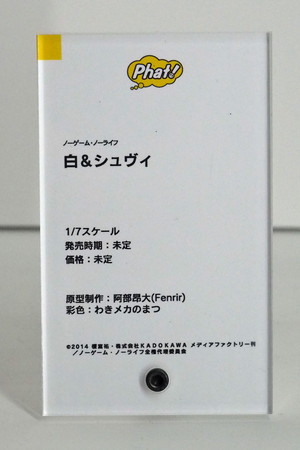 Phat!
ノーゲーム・ノーライフ
白&シュヴィ
1/7スケール
発売時期：未定
価格：未定
原型制作：阿部昂大(Fenrir)
彩色：わきメカのまつ
©2014 榎宮祐・株式会社KADOKAWA メディアファクトリー刊
/ノーゲーム・ノーライフ全権代理委員会